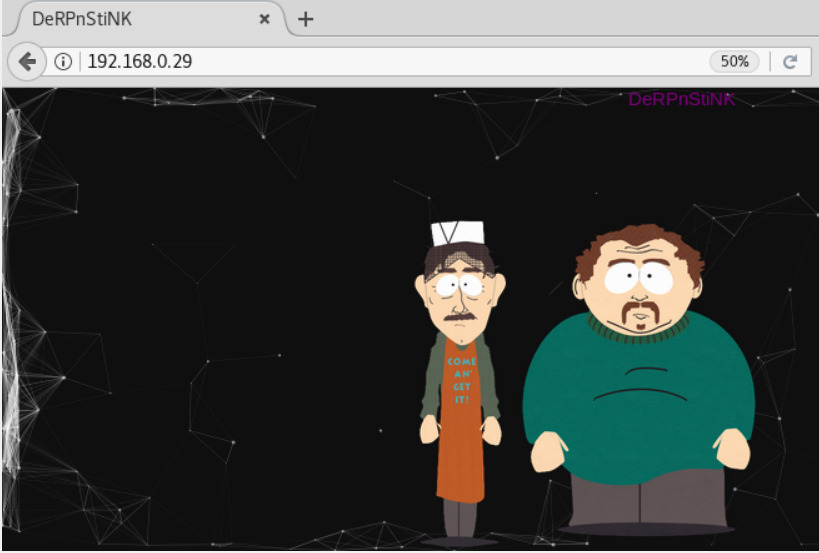 DeRPnStiNK
192.168.0.29
50%
DeRPnStiNK
COME
AN'
GET
IT!